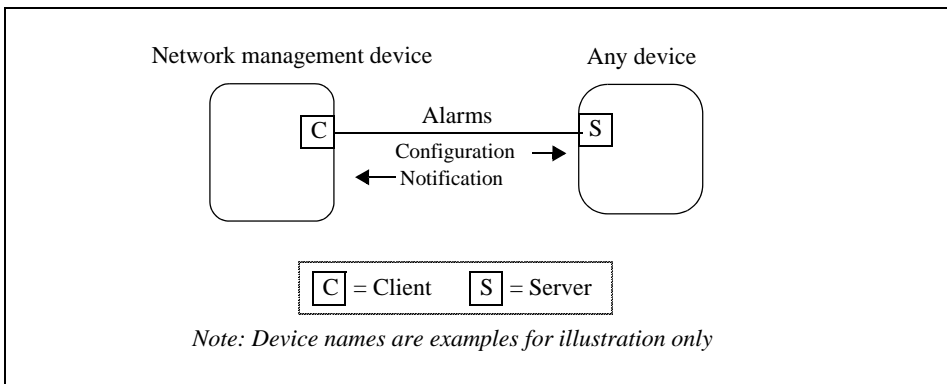 Network management device
Any device
C
Alarms
S
Configuration
Notification
C = Client
S = Server
Note: Device names are examples for illustration only